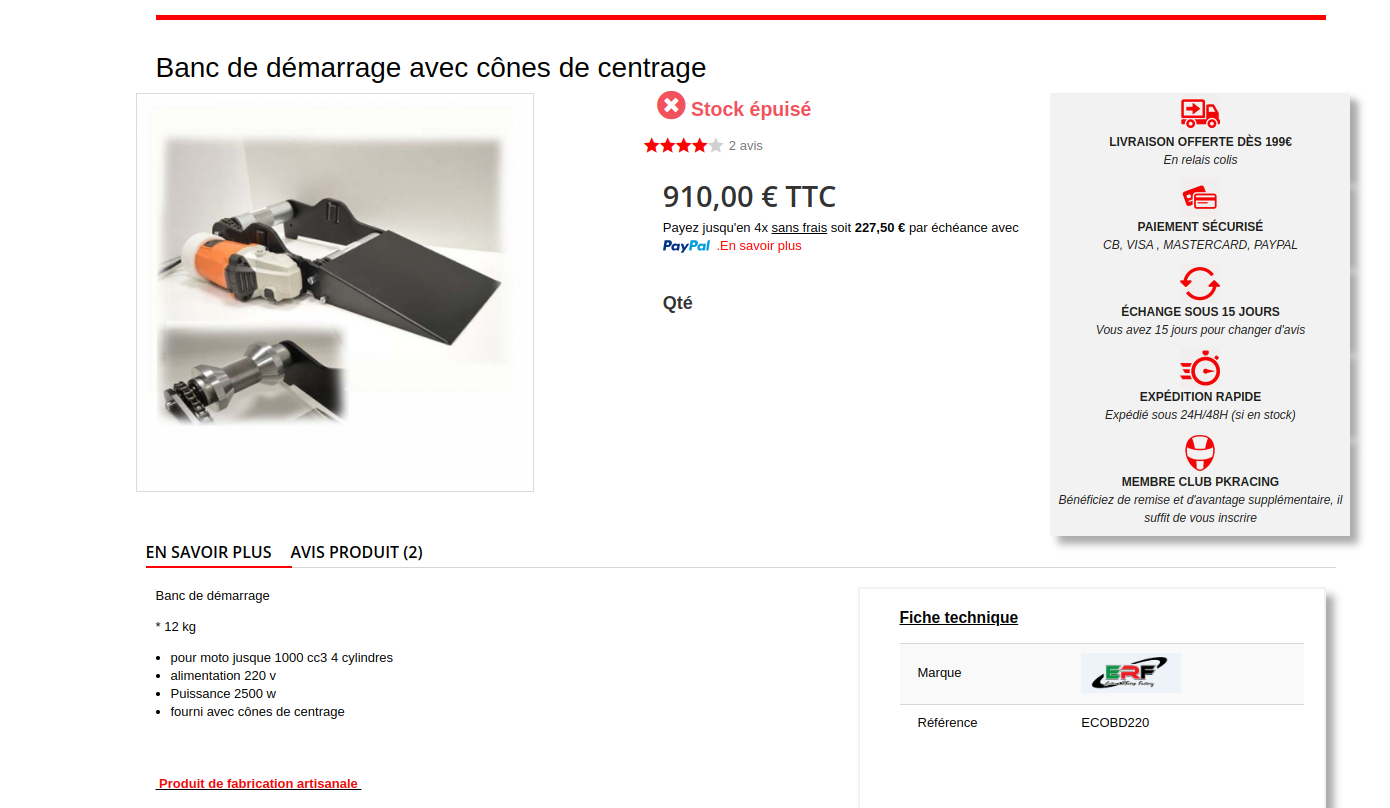 Banc de démarrage avec cônes de centrage
Stock épuisé
2 avis
910,00 € TTC
Payez jusqu'en 4x sans frais soit 227,50 € par échéance avec
PayPal .En savoir plus
Qté
LIVRAISON OFFERTE DÈS 199€
En relais colis
PAIEMENT SÉCURISÉ
CB, VISA , MASTERCARD, PAYPAL
ÉCHANGE SOUS 15 JOURS
Vous avez 15 jours pour changer d'avis
EXPÉDITION RAPIDE
Expédié sous 24H/48H (si en stock)
MEMBRE CLUB PKRACING
Bénéficiez de remise et d'avantage supplémentaire, il
suffit de vous inscrire
EN SAVOIR PLUS AVIS PRODUIT (2)
Banc de démarrage
* 12 kg
• pour moto jusque 1000 cc3 4 cylindres
• alimentation 220 v
• Puissance 2500 w
• fourni avec cônes de centrage
Produit de fabrication artisanale
Fiche technique
Marque ERF
Référence ECOBD220